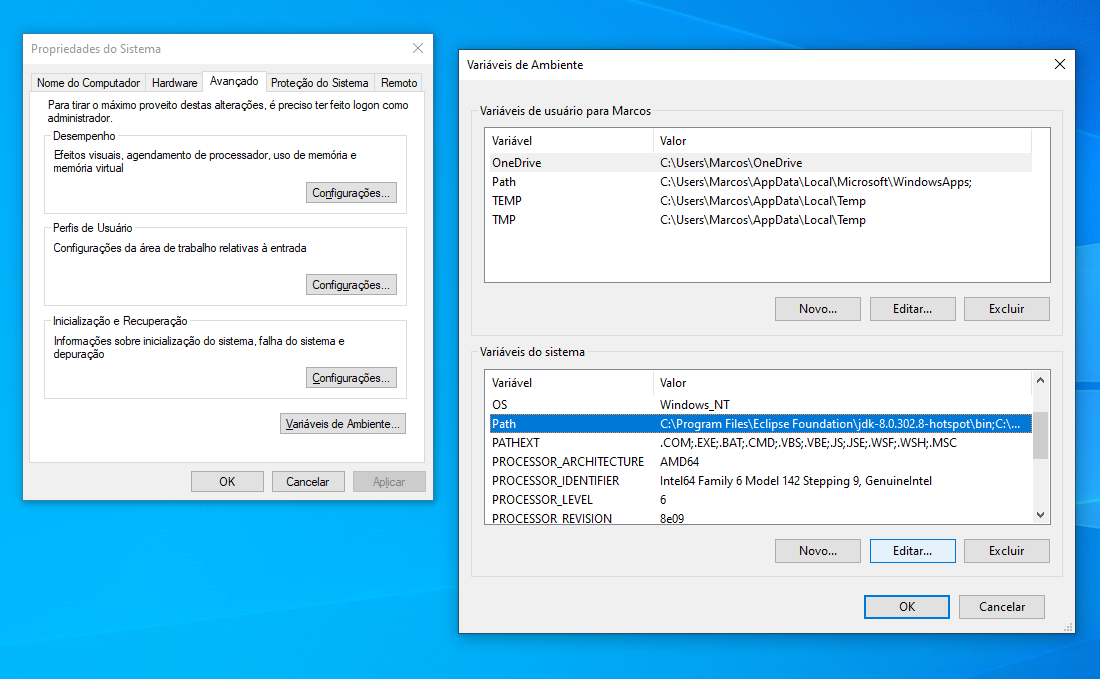 Propriedades do Sistema
Nome do Computador Hardware Avançado Proteção do Sistema Remoto
Para tirar o máximo proveito destas alterações, é preciso ter feito logon como
administrador.
Desempenho
Efeitos visuais, agendamento de processador, uso de memória e
memória virtual
Configurações...
Perfis de Usuário
Configurações da área de trabalho relativas à entrada
Configurações...
Inicialização e Recuperação
Informações sobre inicialização do sistema, falha do sistema e
depuração
Configurações...
Variáveis de Ambiente...
OK Cancelar Aplicar
Variáveis de Ambiente
Variáveis de usuário para Marcos
Variável Valor
OneDrive C:\Users\Marcos\OneDrive
Path C:\Users\Marcos\AppData\Local\Microsoft\WindowsApps;
TEMP C:\Users\Marcos\AppData\Local\Temp
TMP C:\Users\Marcos\AppData\Local\Temp
Novo... Editar... Excluir
Variáveis do sistema
Variável Valor
OS Windows_NT
Path C:\Program Files\Eclipse Foundation\jdk-8.0.302.8-hotspot\bin;C:\...
PATHEXT .COM;.EXE;.BAT;.CMD;.VBS;.VBE;.JS;.JSE;.WSF;.WSH;.MSC
PROCESSOR_ARCHITECTURE AMD64
PROCESSOR_IDENTIFIER Intel64 Family 6 Model 142 Stepping 9, GenuineIntel
PROCESSOR_LEVEL 6
PROCESSOR_REVISION 8e09
Novo... Editar... Excluir
OK Cancelar